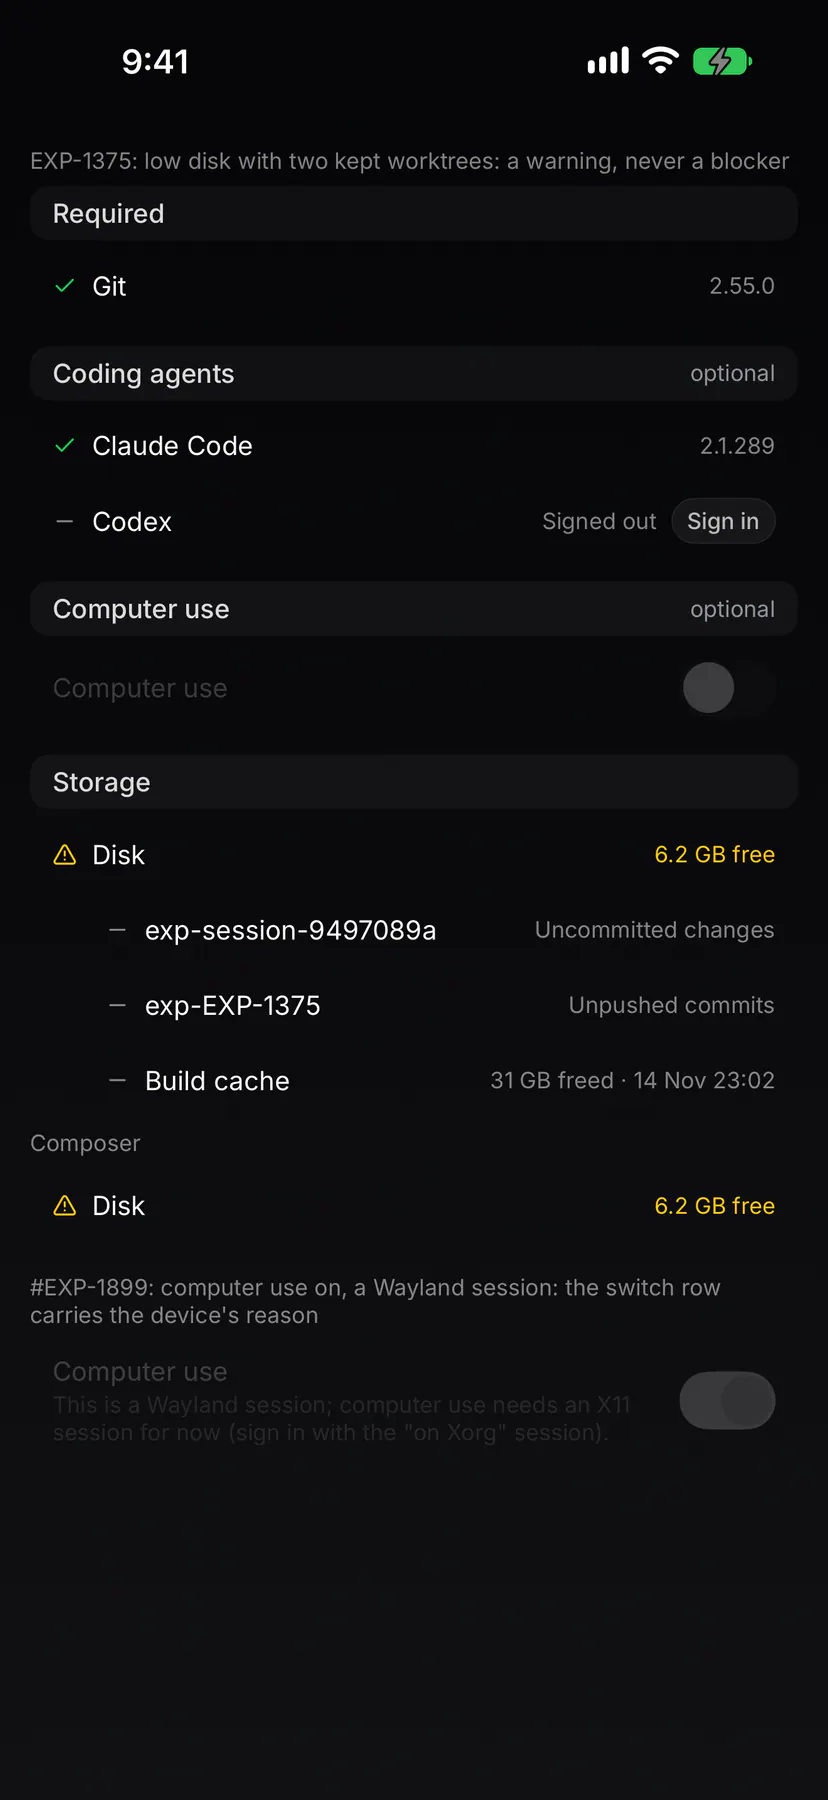 9:41
EXP-1375: low disk with two kept worktrees: a warning, never a blocker
Required
Git 2.55.0
Coding agents optional
Claude Code 2.1.289
Codex Signed out Sign in
Computer use optional
Computer use
Storage
Disk 6.2 GB free
exp-session-9497089a Uncommitted changes
exp-EXP-1375 Unpushed commits
Build cache 31 GB freed · 14 Nov 23:02
Composer
Disk 6.2 GB free
#EXP-1899: computer use on, a Wayland session: the switch row
carries the device's reason
Computer use
This is a Wayland session; computer use needs an X11
session for now (sign in with the "on Xorg" session).